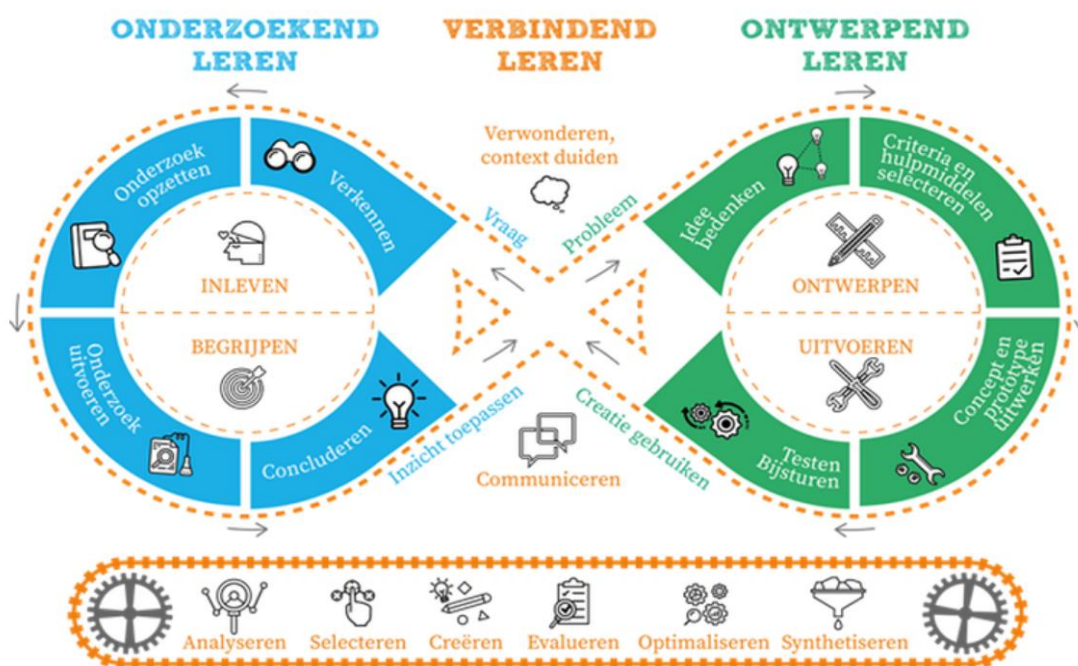 ONDERZOEKEND
LEREN
VERBINDEND
LEREN
ONTWERPEND
LEREN
Verwonderen,
context duiden
Onderzoek
opzetten
Verkennen
Vraag
Probleem
Idee
bedenken
Criteria en
hulpmiddelen
selecteren
INLEVEN
ONTWERPEN
BEGRIJPEN
UITVOEREN
Onderzoek
uitvoeren
Concluderen
Inzicht toepassen
Communiceren
Creatie gebruiken
Testen
Bijsturen
Concept en
prototype
uitwerken
Analyseren
Selecteren
Creëren
Evalueren
Optimaliseren
Synthetiseren